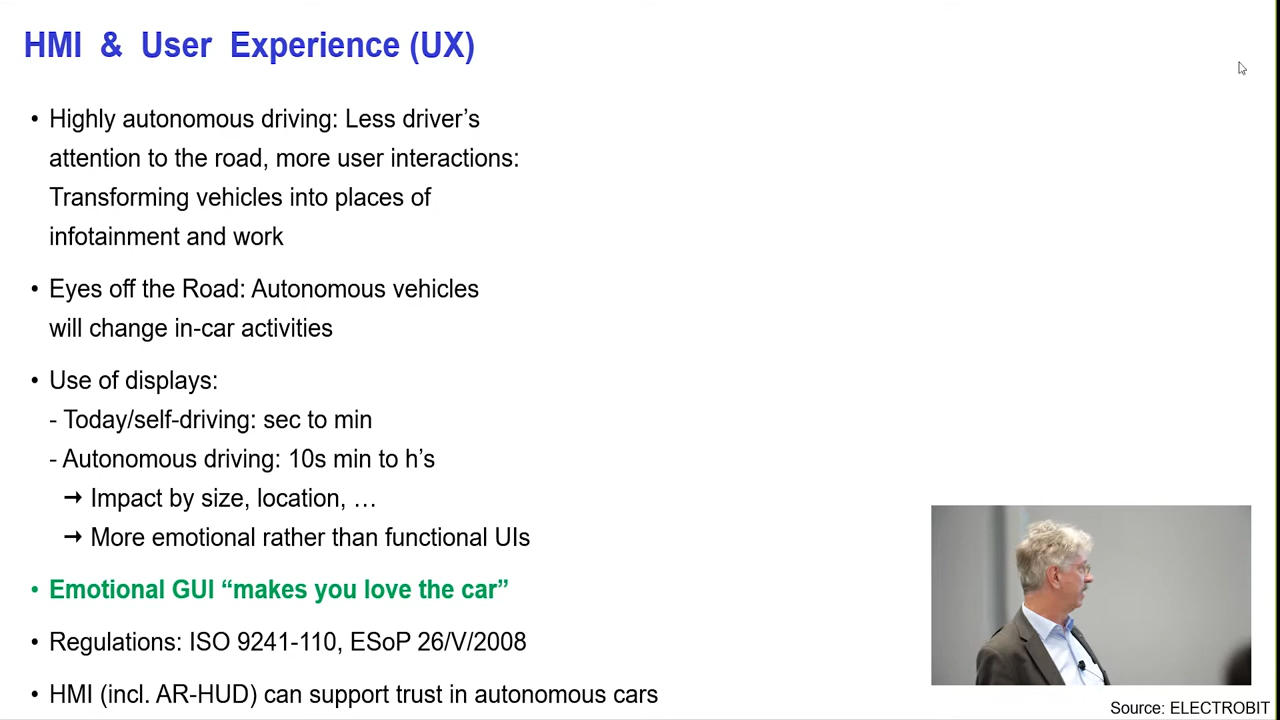 HMI & User Experience (UX)
• Highly autonomous driving: Less driver’s
attention to the road, more user interactions:
Transforming vehicles into places of
infotainment and work
• Eyes off the Road: Autonomous vehicles
will change in-car activities
• Use of displays:
- Today/self-driving: sec to min
- Autonomous driving: 10s min to h’s
➞ Impact by size, location, …
➞ More emotional rather than functional UIs
• Emotional GUI “makes you love the car”
• Regulations: ISO 9241-110, ESoP 26/V/2008
• HMI (incl. AR-HUD) can support trust in autonomous cars
Source: ELECTROBIT